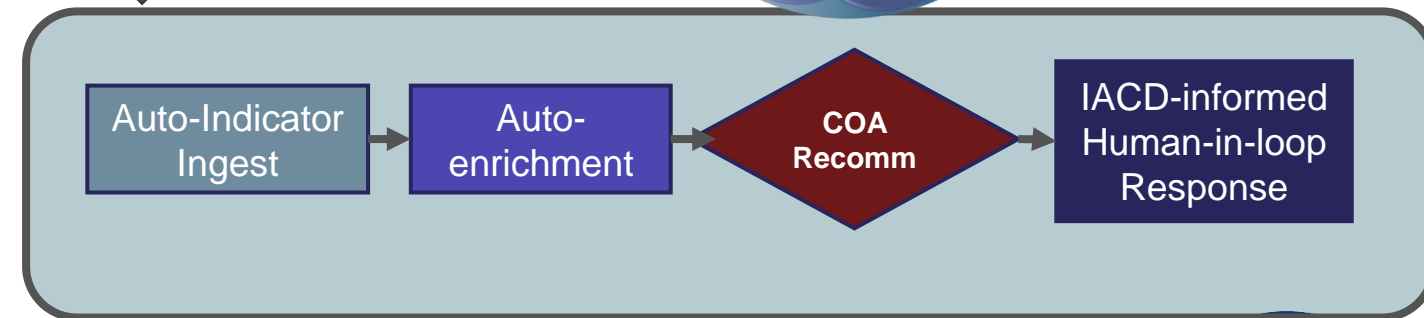 Auto-Indicator
Ingest
Auto-
enrichment
COA
Recomm
IACD-informed
Human-in-loop
Response